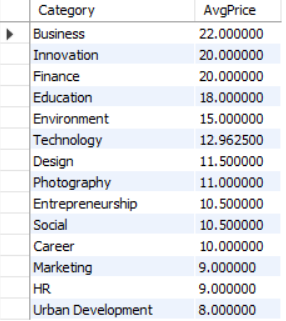 Category AvgPrice
Business 22.000000
Innovation 20.000000
Finance 20.000000
Education 18.000000
Environment 15.000000
Technology 12.962500
Design 11.500000
Photography 11.000000
Entrepreneurship 10.500000
Social 10.500000
Career 10.000000
Marketing 9.000000
HR 9.000000
Urban Development 8.000000